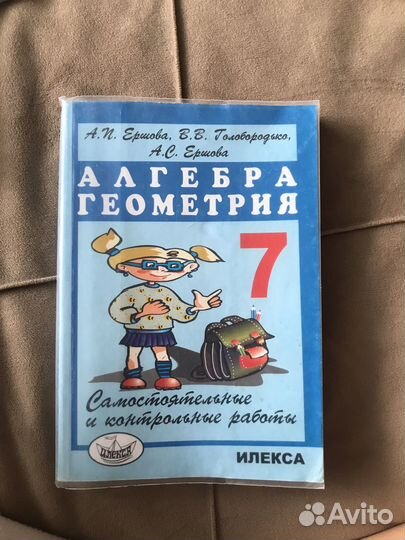 А.П. Ершова, В.В. Голобородько,
А.С. Ершова
АЛГЕБРА
ГЕОМЕТРИЯ
7
Самостоятельные
и контрольные работы
ИЛЕКСА
ИЛЕКСА
Avito